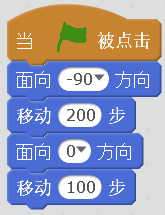 当 被点击
面向 -90 方向
移动 200 步
面向 0 方向
移动 100 步